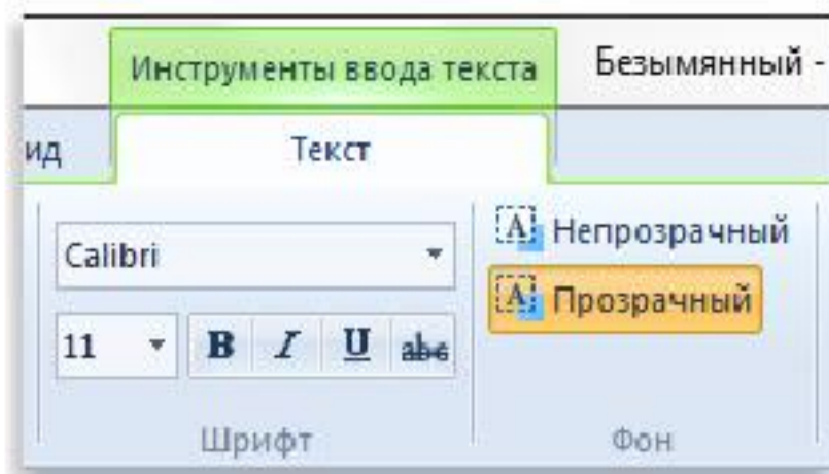 Инструменты ввода текста Безымянный -
ид Текст
Calibri
Непрозрачный
Прозрачный
11 B I U abc
Шрифт Фон